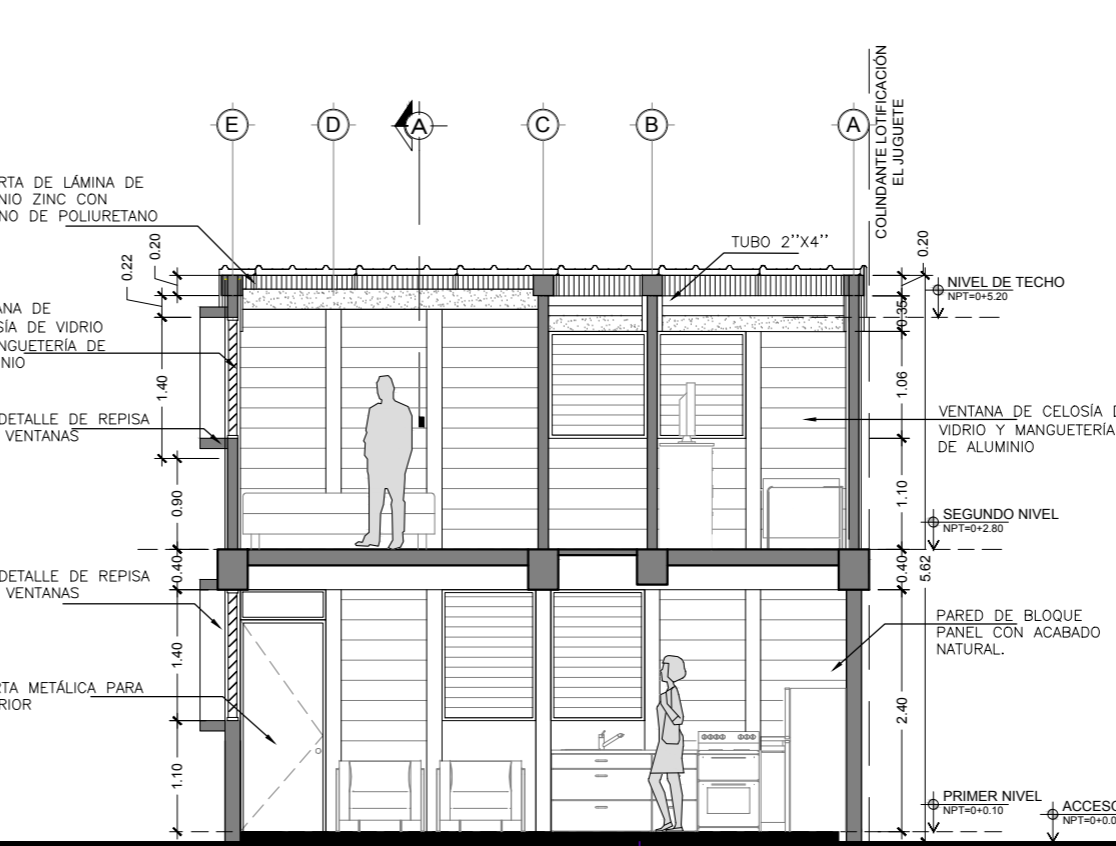 COLINDANTE LOTIFICACIÓN
EL JUGUETE
E
D
A
C
B
A
RTA DE LÁMINA DE
NIO ZINC CON
NO DE POLIURETANO
0.20
0.22
TUBO 2''X4''
0.20
NIVEL DE TECHO
NPT=0+5.20
ANA DE
SÍA DE VIDRIO
NGUETERÍA DE
NIO
0.35
1.40
1.06
DETALLE DE REPISA
VENTANAS
VENTANA DE CELOSÍA D
VIDRIO Y MANGUETERÍA
DE ALUMINIO
0.90
1.10
SEGUNDO NIVEL
NPT=0+2.80
DETALLE DE REPISA
VENTANAS
0.40
0.40
5.62
PARED DE BLOQUE
PANEL CON ACABADO
NATURAL.
1.40
RTA METÁLICA PARA
RIOR
2.40
1.10
PRIMER NIVEL
NPT=0+0.10
ACCESO
NPT=0+0.0